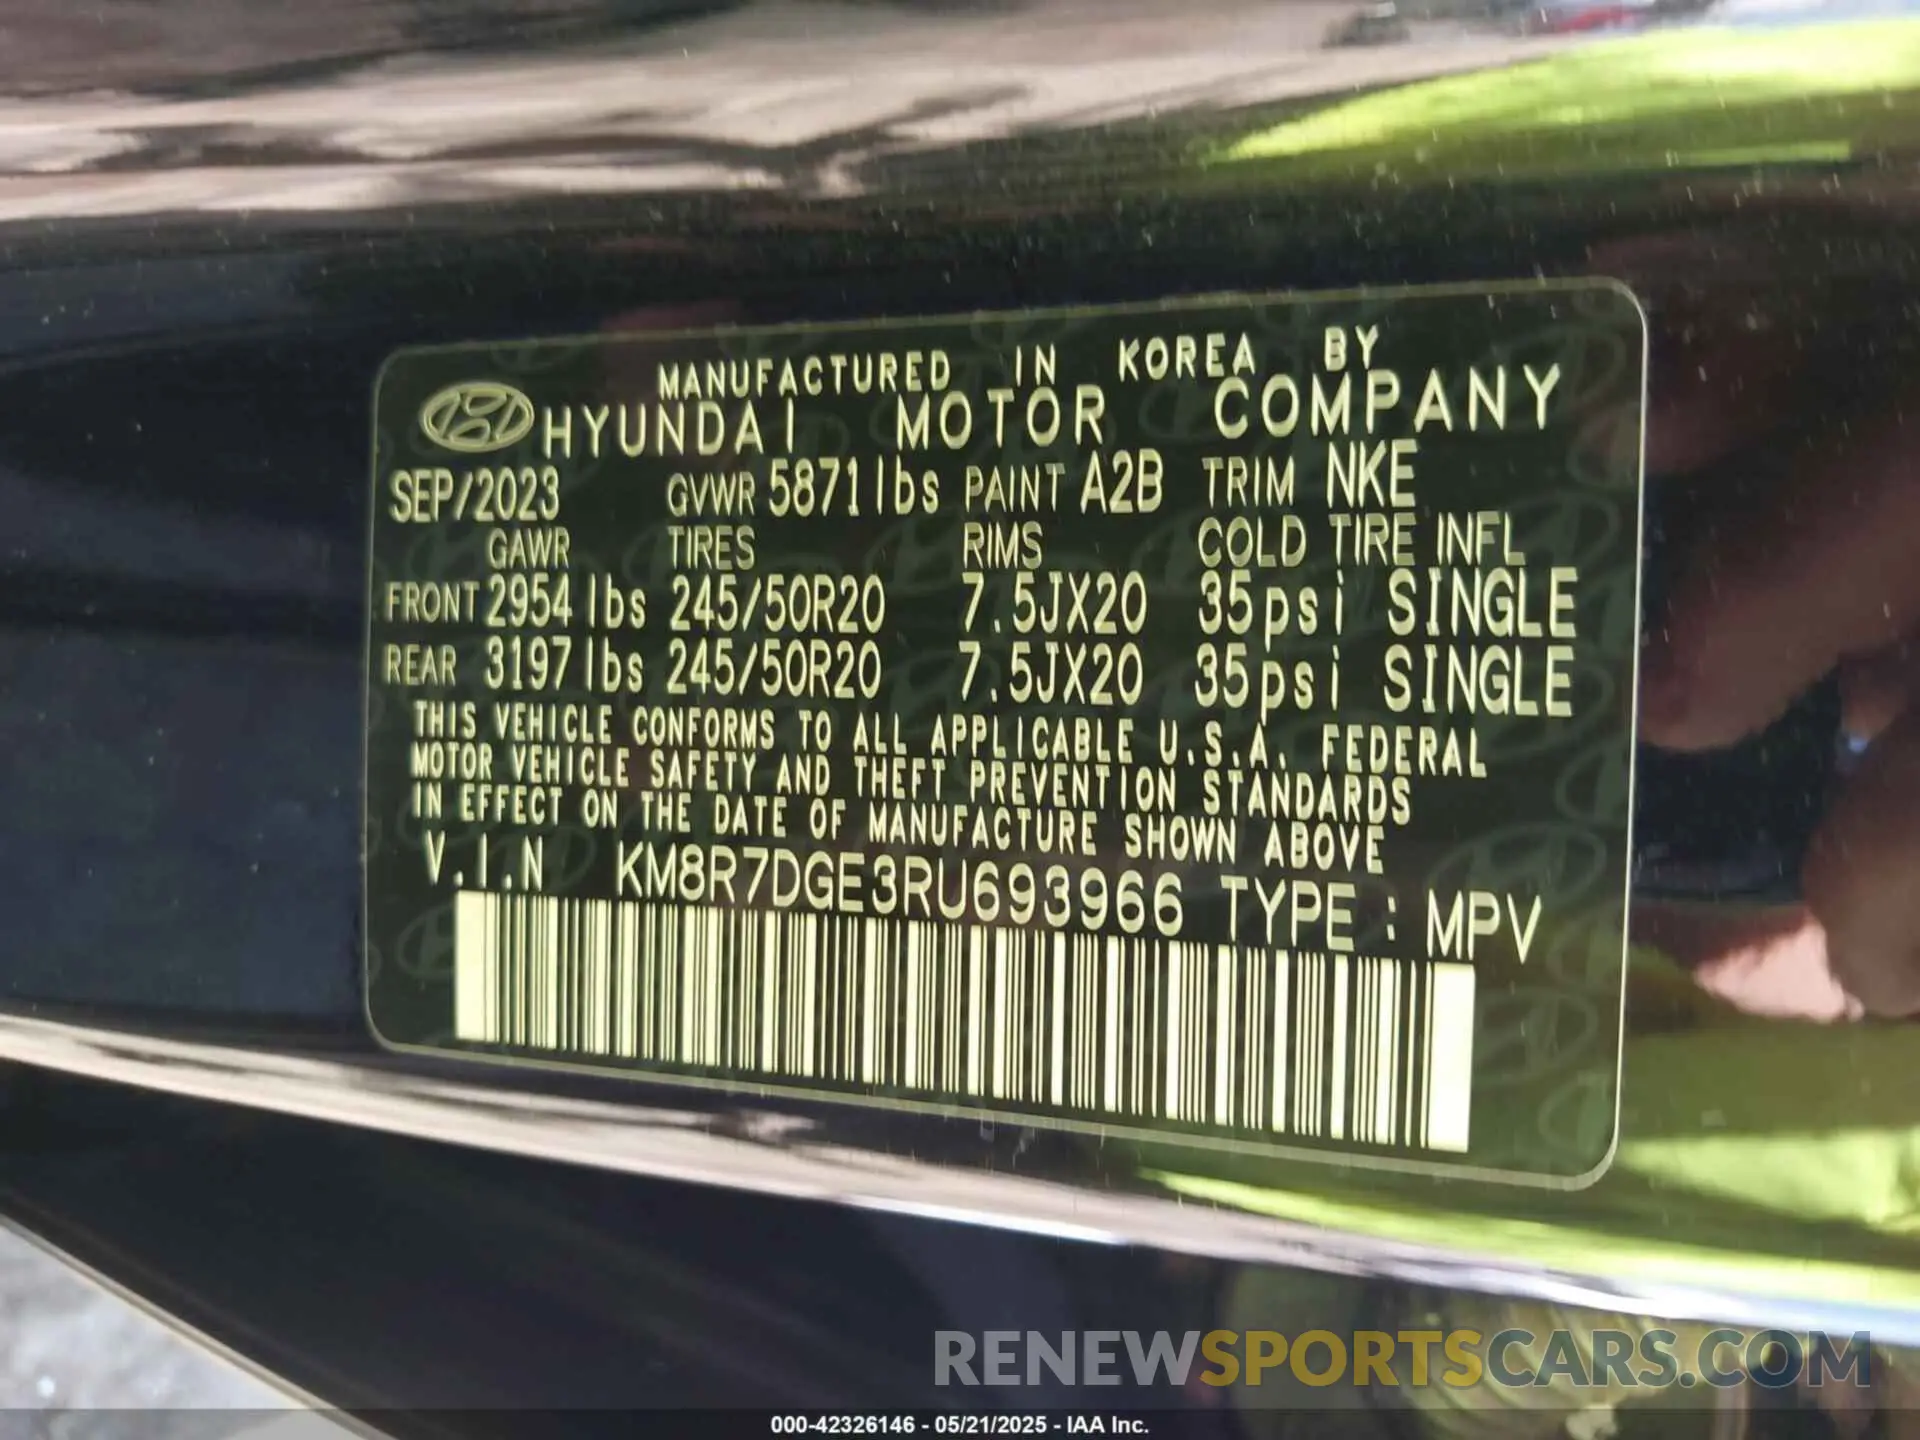 MANUFACTURED IN KOREA BY
HYUNDAI MOTOR COMPANY
SEP/2023 GVWR 5871lbs PAINT A2B TRIM NKE
GAWR TIRES RIMS COLD TIRE INFL
FRONT 2954 lbs 245/50R20 7.5JX20 35psi SINGLE
REAR 3197 lbs 245/50R20 7.5JX20 35psi SINGLE
THIS VEHICLE CONFORMS TO ALL APPLICABLE U.S.A. FEDERAL
MOTOR VEHICLE SAFETY AND THEFT PREVENTION STANDARDS
IN EFFECT ON THE DATE OF MANUFACTURE SHOWN ABOVE
V.I.N KM8R7DGE3RU693966 TYPE : MPV
RENEWSPORTSCARS.COM
000-42326146 - 05/21/2025 - IAA Inc.